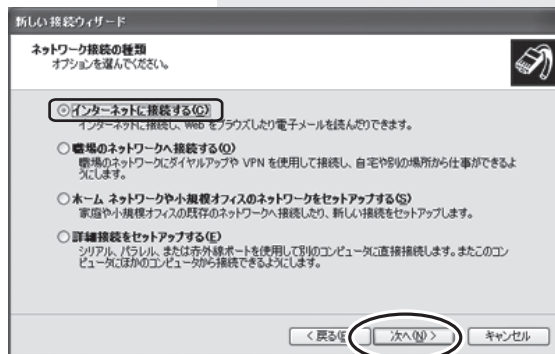 新しい接続ウィザード
ネットワーク接続の種類
オプションを選んでください。
インターネットに接続する(C)
インターネットに接続し、Web をブラウズしたり電子メールを読んだりできます。
職場のネットワークへ接続する(O)
職場のネットワークにダイヤルアップや VPN を使用して接続し、自宅や別の場所から仕事ができるよ
うにします。
ホーム ネットワークや小規模オフィスのネットワークをセットアップする(S)
家庭や小規模オフィスの既存のネットワークへ接続したり、新しい接続をセットアップします。
詳細接続をセットアップする(E)
シリアル、パラレル、または赤外線ポートを使用して別のコンピュータに直接接続します。またこのコン
ピュータにほかのコンピュータから接続できるようにします。
< 戻る(B) 次へ(N) > キャンセル